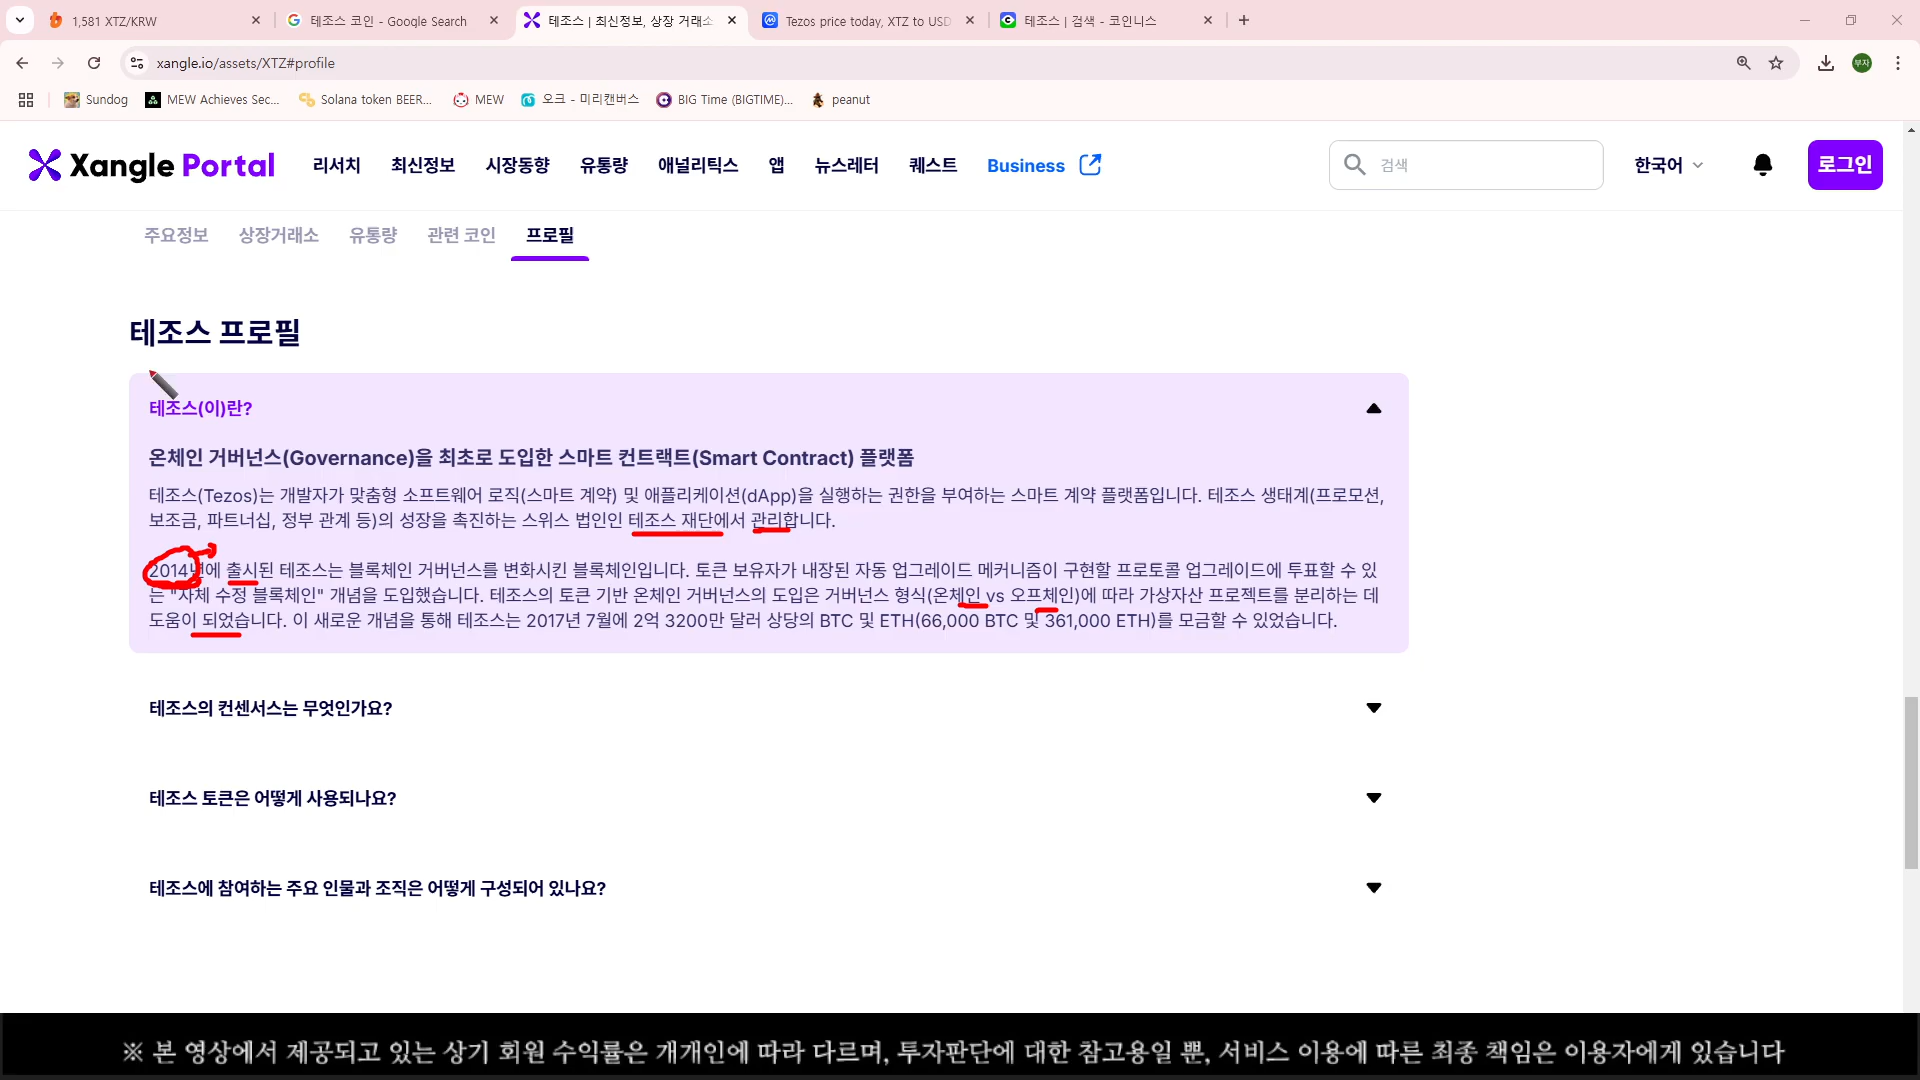 1,581 XTZ/KRW
테조스 코인 - Google Search
테조스 | 최신정보, 상장 거래소
Tezos price today, XTZ to USD
테조스 | 검색 - 코인니스
xangle.io/assets/XTZ#profile
부자
Sundog
MEW Achieves Sec...
Solana token BEER...
MEW
오크 - 미리캔버스
BIG Time (BIGTIME)...
peanut
Xangle Portal
리서치
최신정보
시장동향
유통량
애널리틱스
앱
뉴스레터
퀘스트
Business
검색
한국어
로그인
주요정보
상장거래소
유통량
관련 코인
프로필
테조스 프로필
테조스(이)란?
온체인 거버넌스(Governance)을 최초로 도입한 스마트 컨트랙트(Smart Contract) 플랫폼
테조스(Tezos)는 개발자가 맞춤형 소프트웨어 로직(스마트 계약) 및 애플리케이션(dApp)을 실행하는 권한을 부여하는 스마트 계약 플랫폼입니다. 테조스 생태계(프로모션,
보조금, 파트너십, 정부 관계 등)의 성장을 촉진하는 스위스 법인인 테조스 재단에서 관리합니다.
2014년에 출시된 테조스는 블록체인 거버넌스를 변화시킨 블록체인입니다. 토큰 보유자가 내장된 자동 업그레이드 메커니즘이 구현할 프로토콜 업그레이드에 투표할 수 있
는 "자체 수정 블록체인" 개념을 도입했습니다. 테조스의 토큰 기반 온체인 거버넌스의 도입은 거버넌스 형식(온체인 vs 오프체인)에 따라 가상자산 프로젝트를 분리하는 데
도움이 되었습니다. 이 새로운 개념을 통해 테조스는 2017년 7월에 2억 3200만 달러 상당의 BTC 및 ETH(66,000 BTC 및 361,000 ETH)를 모금할 수 있었습니다.
테조스의 컨센서스는 무엇인가요?
테조스 토큰은 어떻게 사용되나요?
테조스에 참여하는 주요 인물과 조직은 어떻게 구성되어 있나요?
※ 본 영상에서 제공되고 있는 상기 회원 수익률은 개개인에 따라 다르며, 투자판단에 대한 참고용일 뿐, 서비스 이용에 따른 최종 책임은 이용자에게 있습니다